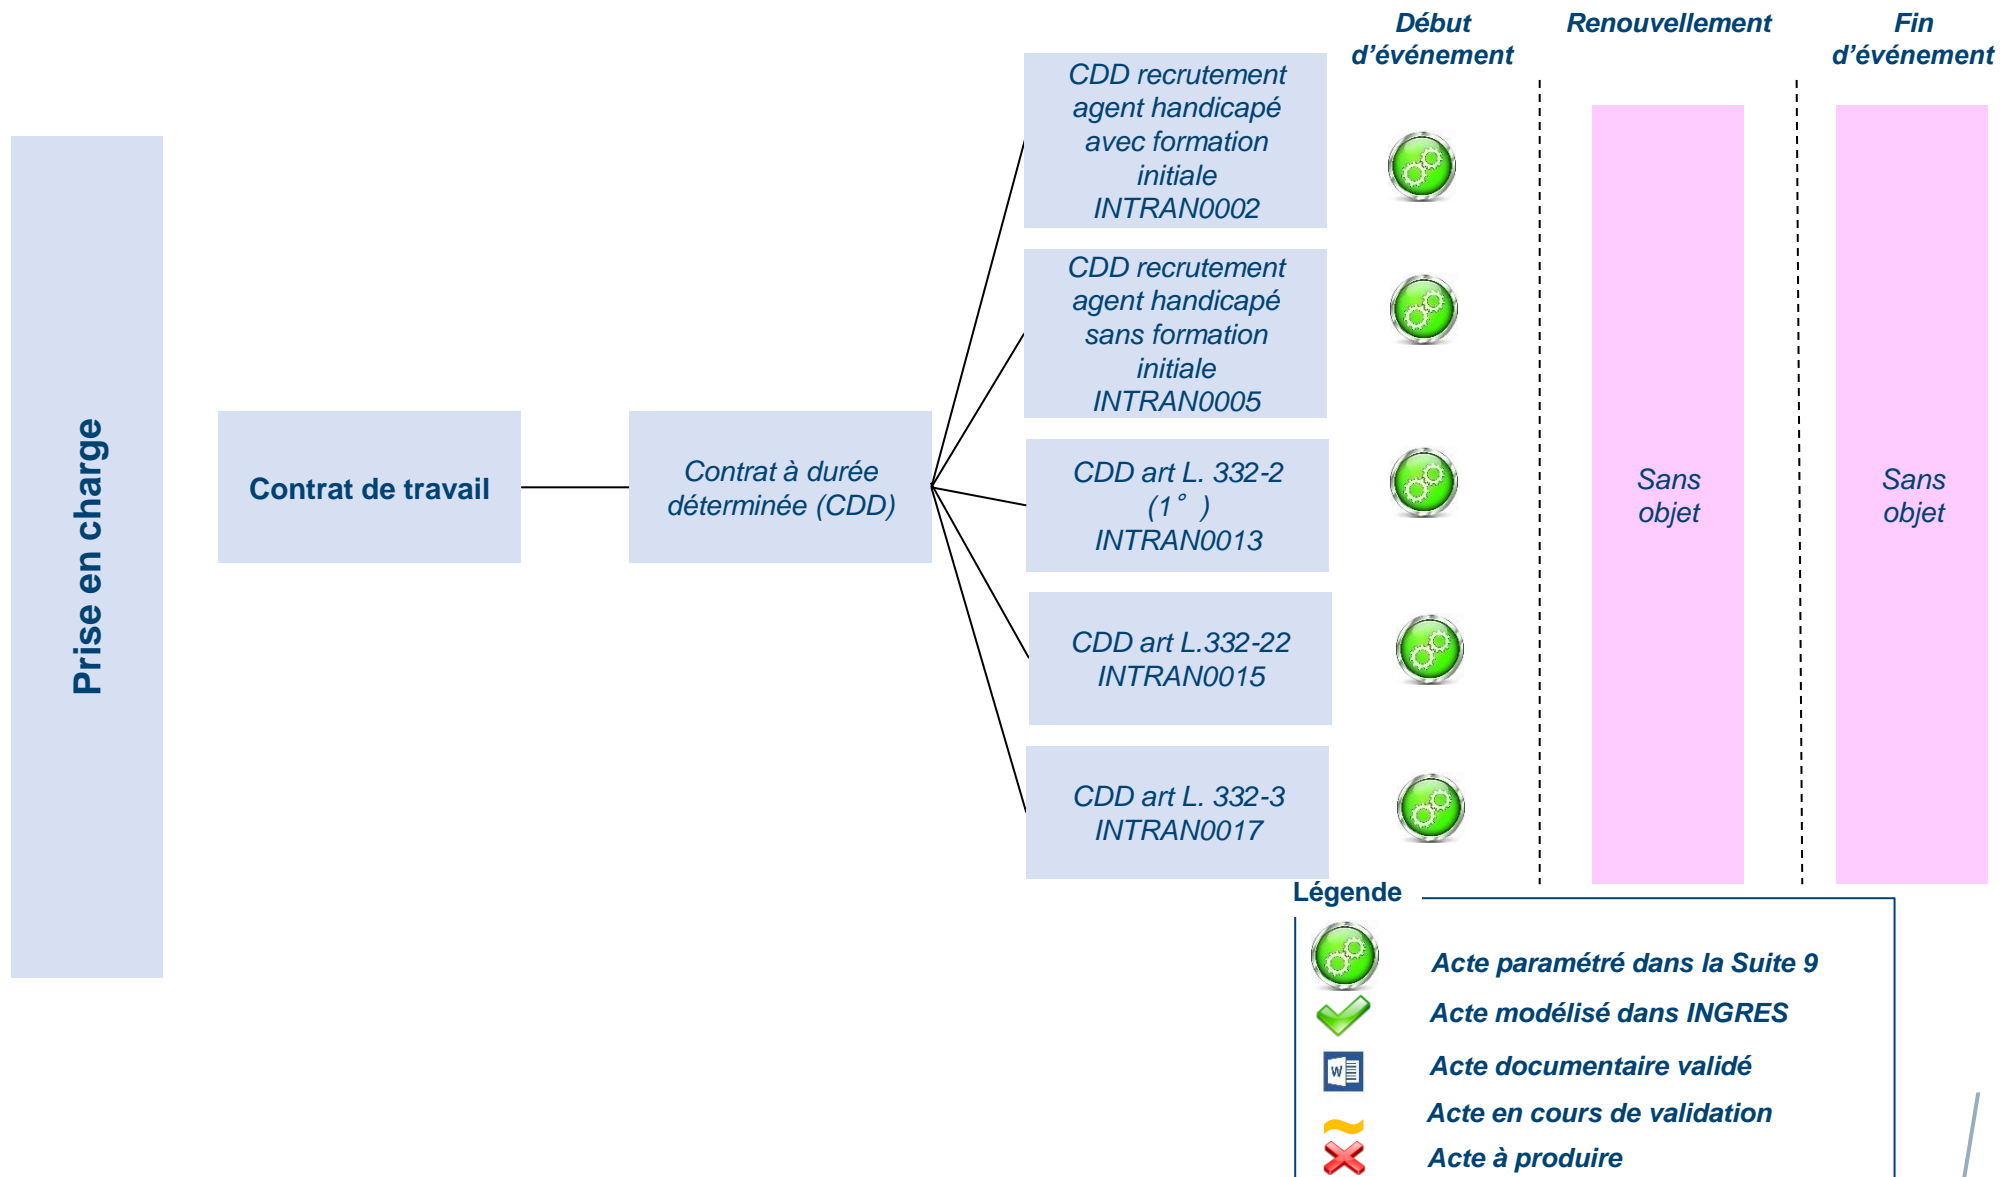 Début
d'événement
Renouvellement
Fin
d'événement
Prise en charge
Contrat de travail
Contrat à durée
déterminée (CDD)
CDD recrutement
agent handicapé
avec formation
initiale
INTRAN0002
CDD recrutement
agent handicapé
sans formation
initiale
INTRAN0005
CDD art L. 332-2
(1° )
INTRAN0013
CDD art L.332-22
INTRAN0015
CDD art L. 332-3
INTRAN0017
Sans
objet
Sans
objet
Légende
Acte paramétré dans la Suite 9
Acte modélisé dans INGRES
W
Acte documentaire validé
Acte en cours de validation
Acte à produire